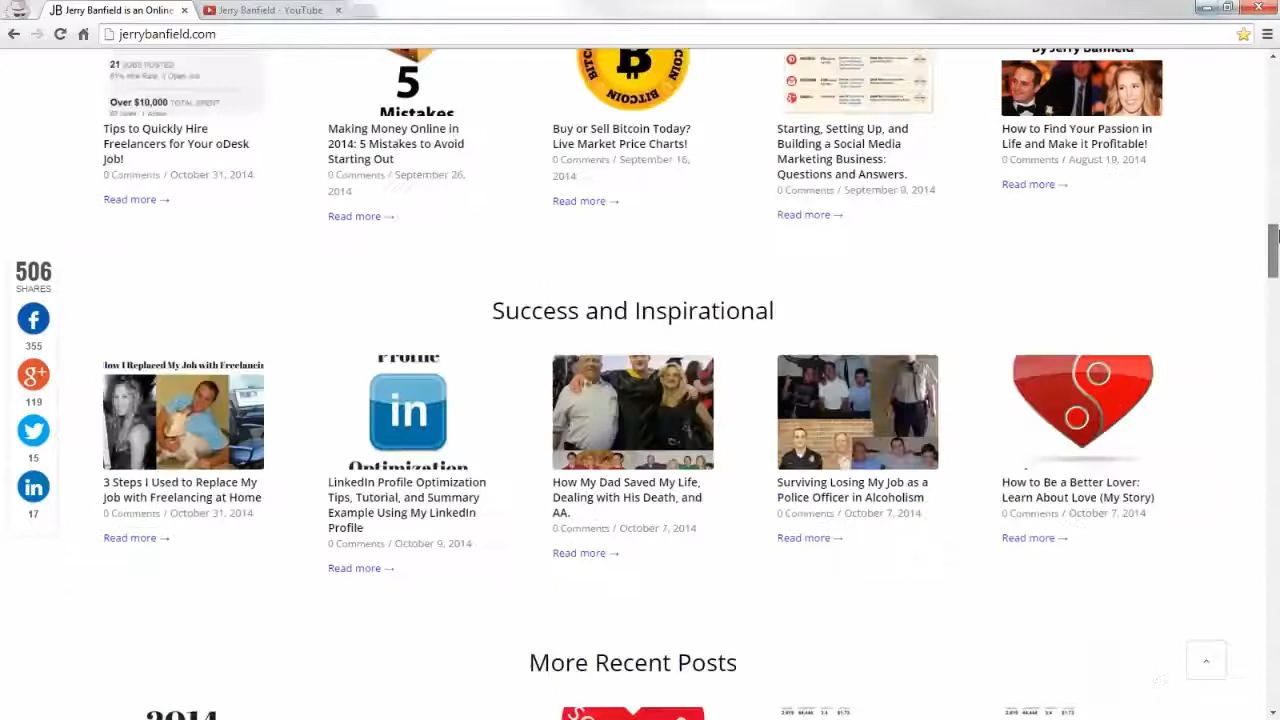 JB Jerry Banfield is an Online
Jerry Banfield - YouTube
jerrybanfield.com
21 JOBS POSTED
5
Mistakes
BITCOIN
By Jerry Banfield
Tips to Quickly Hire
Freelancers for Your oDesk
Job!
0 Comments / October 31, 2014
Read more →
Making Money Online in
2014: 5 Mistakes to Avoid
Starting Out
0 Comments / September 26,
2014
Read more →
Buy or Sell Bitcoin Today?
Live Market Price Charts!
0 Comments / September 16,
2014
Read more →
Starting, Setting Up, and
Building a Social Media
Marketing Business:
Questions and Answers.
0 Comments / September 9, 2014
Read more →
How to Find Your Passion in
Life and Make it Profitable!
0 Comments / August 19, 2014
Read more →
506
SHARES
f
355
g+
119
15
in
17
Success and Inspirational
How I Replaced My Job with Freelancing
3 Steps I Used to Replace My
Job with Freelancing at Home
0 Comments / October 31, 2014
Read more →
Profile
in
Optimization
LinkedIn Profile Optimization
Tips, Tutorial, and Summary
Example Using My LinkedIn
Profile
0 Comments / October 9, 2014
Read more →
How My Dad Saved My Life,
Dealing with His Death, and
AA.
0 Comments / October 7, 2014
Read more →
Surviving Losing My Job as a
Police Officer in Alcoholism
0 Comments / October 7, 2014
Read more →
How to Be a Better Lover:
Learn About Love (My Story)
0 Comments / October 7, 2014
Read more →
More Recent Posts
2014